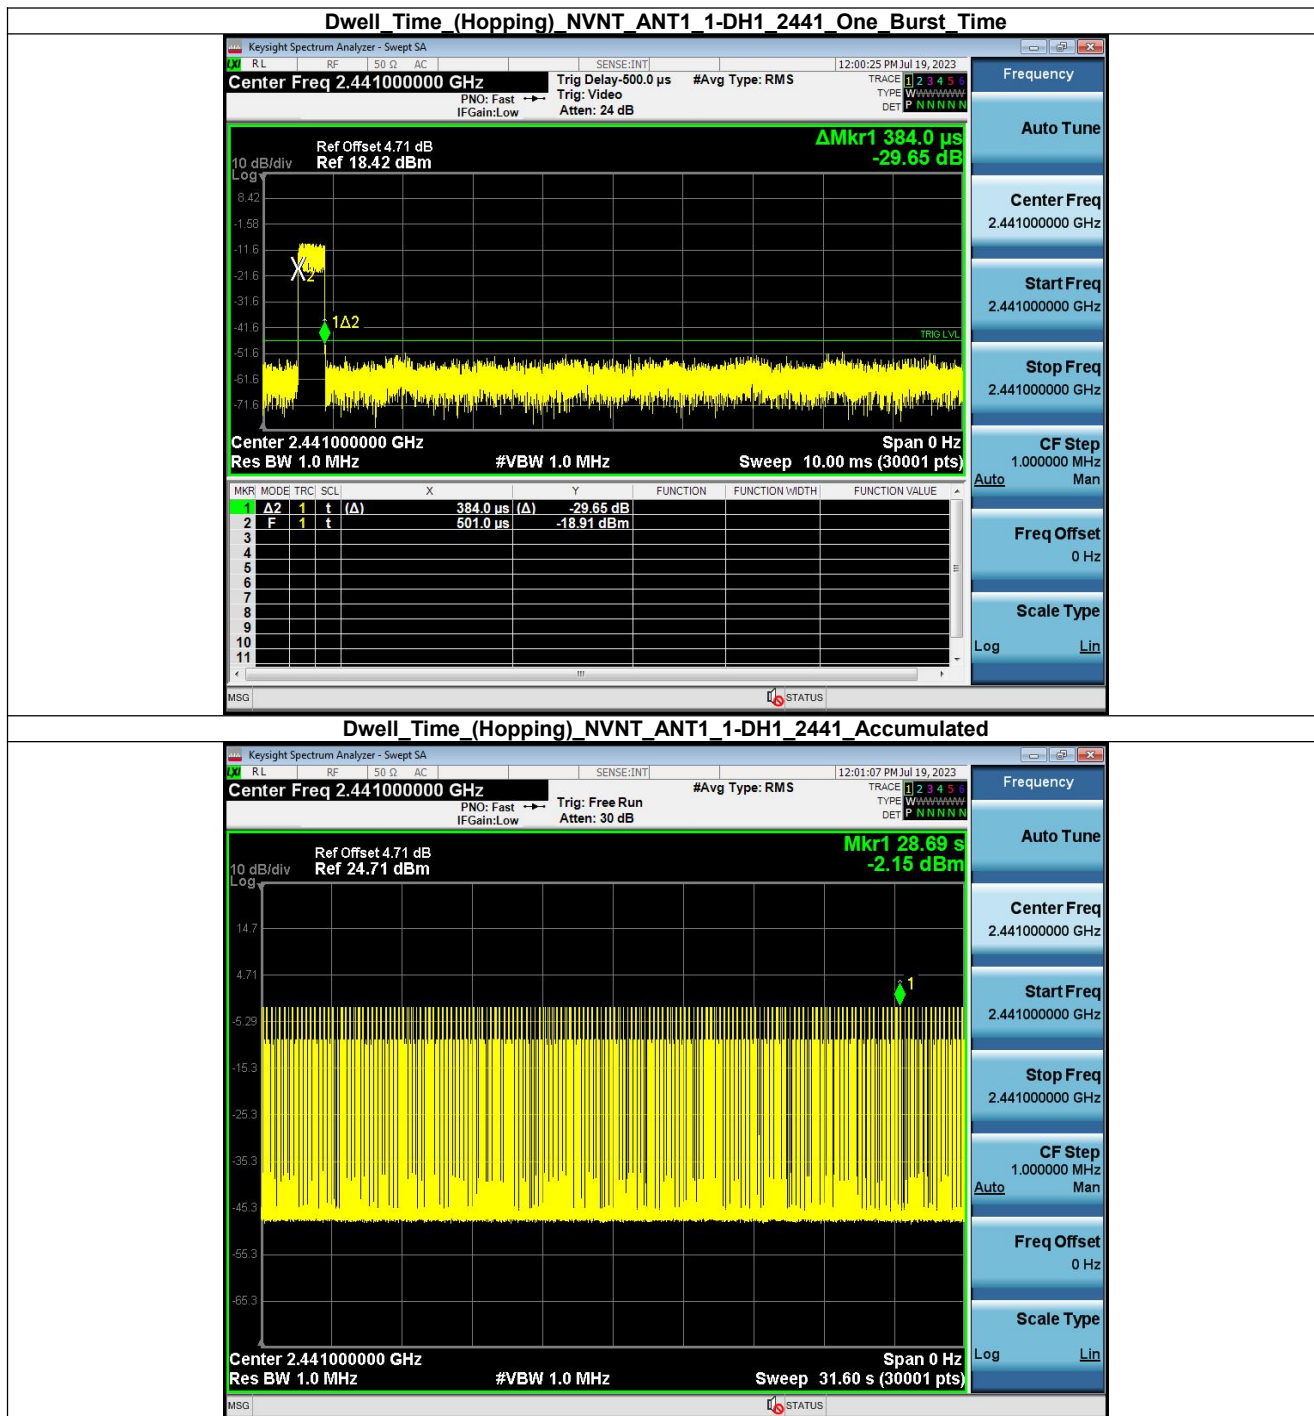 Dwell_Time_(Hopping)_NVNT_ANT1_1-DH1_2441_One_Burst_Time
Keysight Spectrum Analyzer - Swept SA
LXI RL RF 50 Ω AC SENSE:INT 12:00:25 PM Jul 19, 2023
Center Freq 2.441000000 GHz
Trig Delay-500.0 µs #Avg Type: RMS
PNO: Fast Trig: Video
IFGain:Low Atten: 24 dB
TRACE 1 2 3 4 5 6
TYPE WWWWWW
DET P N N N N N
Frequency
ΔMkr1 384.0 µs
-29.65 dB
Ref Offset 4.71 dB
10 dB/div Ref 18.42 dBm
Log
8.42
-1.58
-11.6
-21.6
-31.6
-41.6
-51.6
-61.6
-71.6
X2
1Δ2
TRIG LVL
Center 2.441000000 GHz Span 0 Hz
Res BW 1.0 MHz #VBW 1.0 MHz Sweep 10.00 ms (30001 pts)
MKR MODE TRC SCL X Y FUNCTION FUNCTION WIDTH FUNCTION VALUE
1 Δ2 1 t (Δ) 384.0 µs (Δ) -29.65 dB
2 F 1 t 501.0 µs -18.91 dBm
3
4
5
6
7
8
9
10
11
MSG STATUS
Auto Tune
Center Freq
2.441000000 GHz
Start Freq
2.441000000 GHz
Stop Freq
2.441000000 GHz
CF Step
1.000000 MHz
Auto Man
Freq Offset
0 Hz
Scale Type
Log Lin
Dwell_Time_(Hopping)_NVNT_ANT1_1-DH1_2441_Accumulated
Keysight Spectrum Analyzer - Swept SA
LXI RL RF 50 Ω AC SENSE:INT 12:01:07 PM Jul 19, 2023
Center Freq 2.441000000 GHz
#Avg Type: RMS
PNO: Fast Trig: Free Run
IFGain:Low Atten: 30 dB
TRACE 1 2 3 4 5 6
TYPE WWWWWW
DET P N N N N N
Frequency
Mkr1 28.69 s
-2.15 dBm
Ref Offset 4.71 dB
10 dB/div Ref 24.71 dBm
Log
14.7
4.71
-5.29
-15.3
-25.3
-35.3
-45.3
-55.3
-65.3
1
Center 2.441000000 GHz Span 0 Hz
Res BW 1.0 MHz #VBW 1.0 MHz Sweep 31.60 s (30001 pts)
MSG STATUS
Auto Tune
Center Freq
2.441000000 GHz
Start Freq
2.441000000 GHz
Stop Freq
2.441000000 GHz
CF Step
1.000000 MHz
Auto Man
Freq Offset
0 Hz
Scale Type
Log Lin